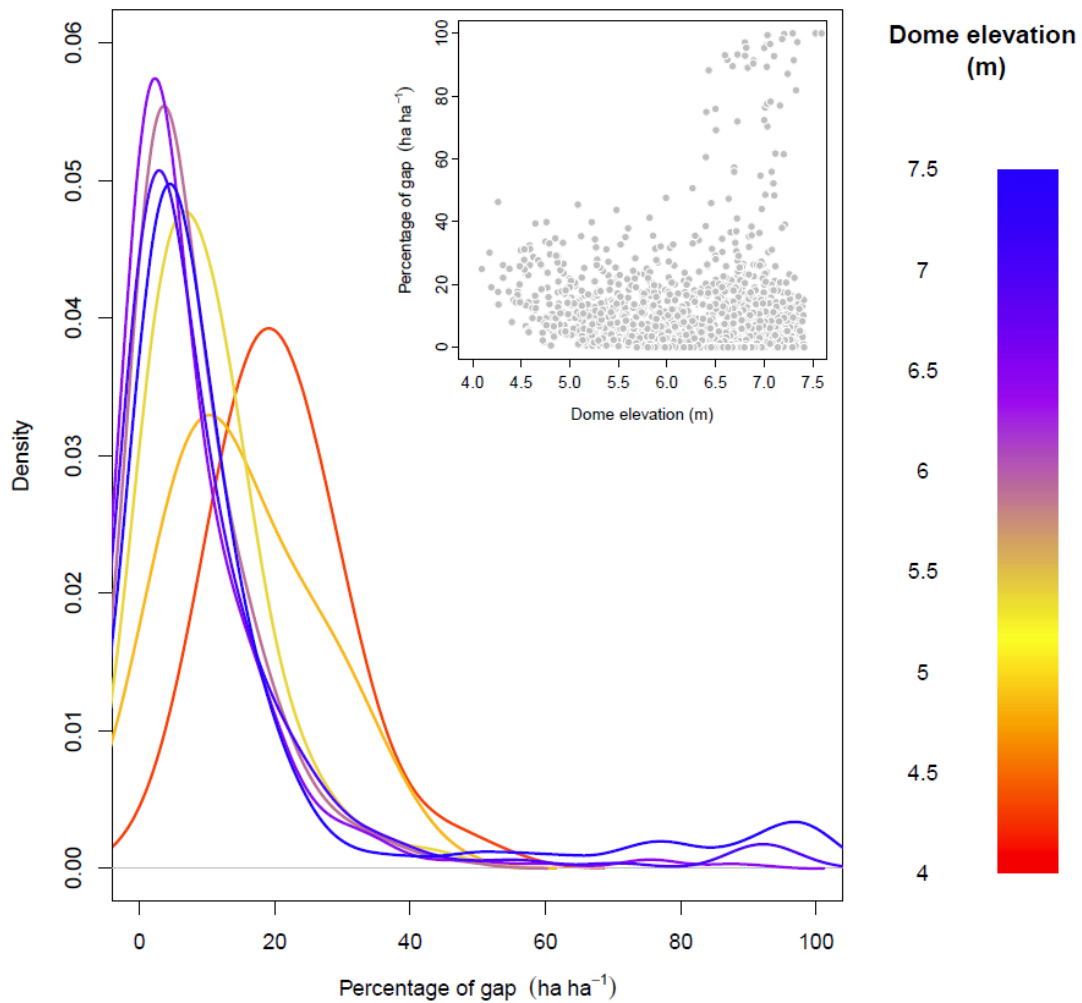 0.06
0.05
0.04
0.03
0.02
0.01
0.00
Density
0 20 40 60 80 100
Percentage of gap (ha ha⁻¹)
100
80
60
40
20
0
Percentage of gap (ha ha⁻¹)
4.0 4.5 5.0 5.5 6.0 6.5 7.0 7.5
Dome elevation (m)
Dome elevation
(m)
7.5
7
6.5
6
5.5
5
4.5
4